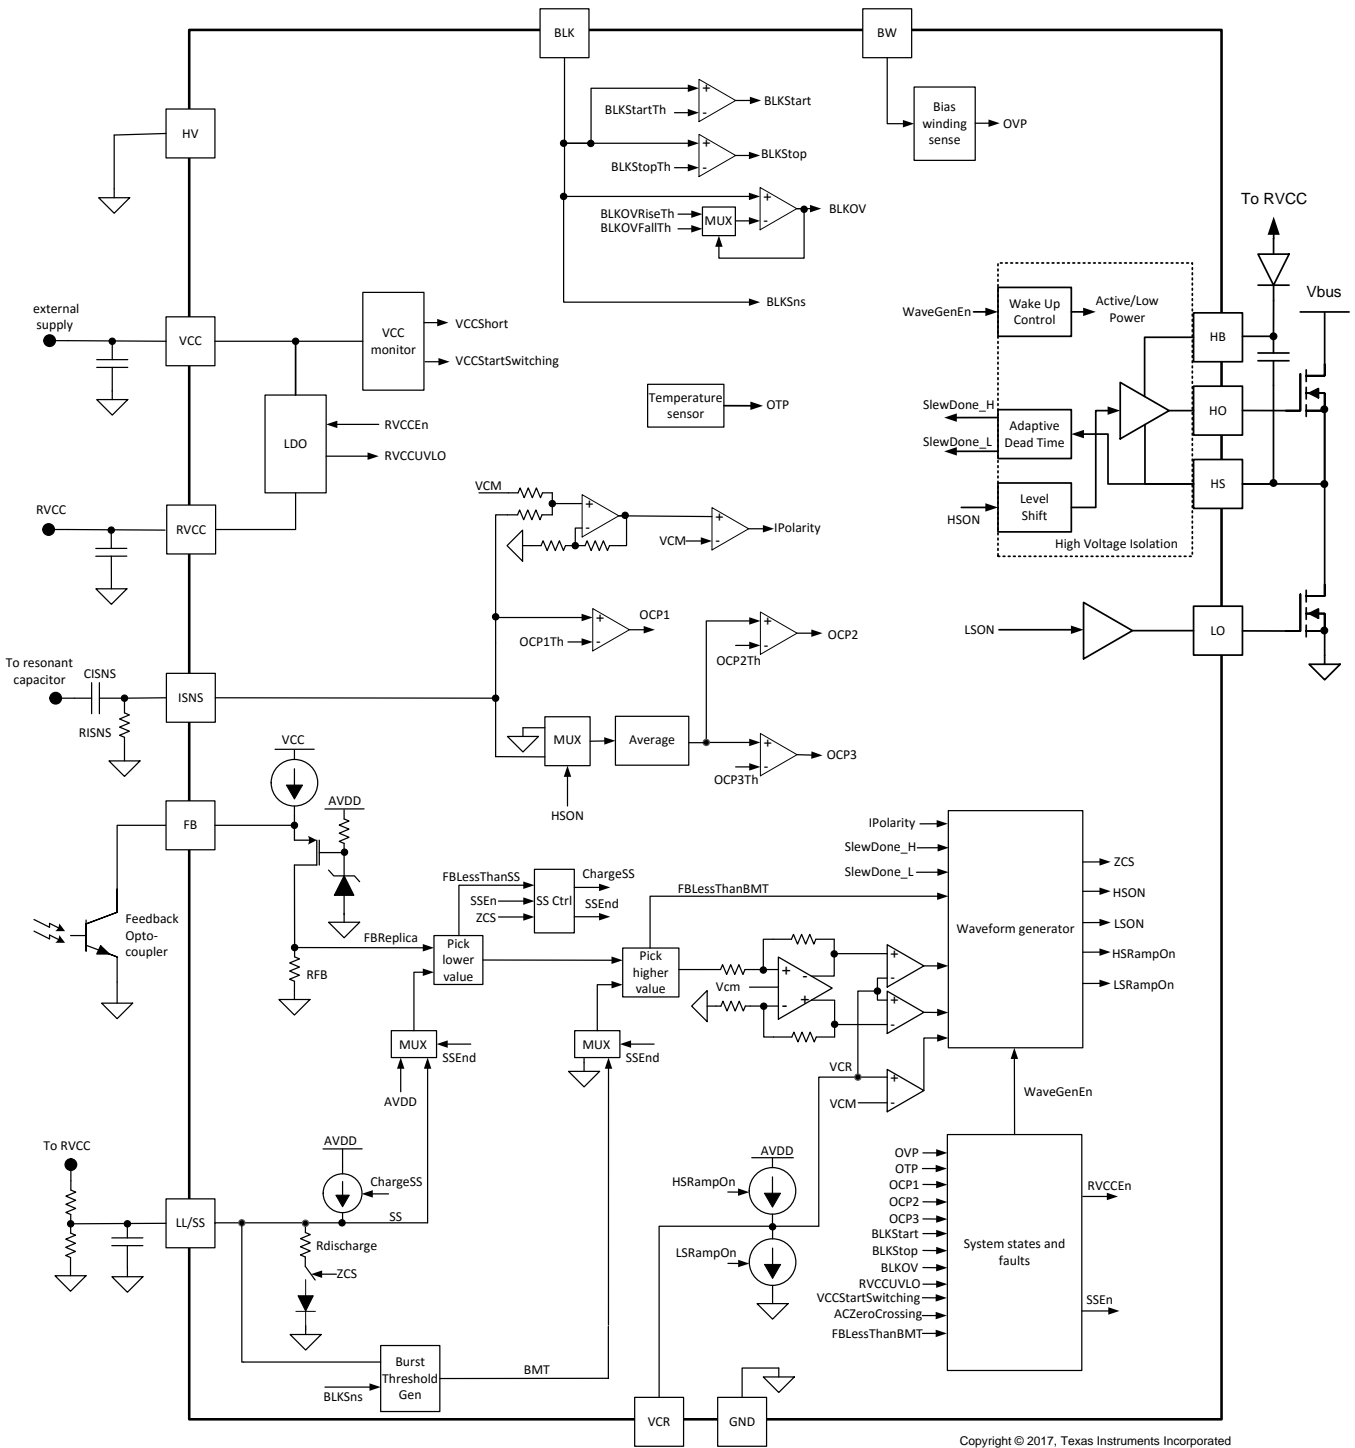 BLK
BW
BLKStartTh
BLKStart
BLKStopTh
BLKStop
Bias
winding
sense
OVP
HV
BLKOVRiseTh
BLKOVFallTh
MUX
BLKOV
To RVCC
BLKSns
Vbus
WaveGenEn
Wake Up
Control
Active/Low
Power
HB
external
supply
VCC
VCC
monitor
VCCShort
VCCStartSwitching
Temperature
sensor
OTP
SlewDone_H
SlewDone_L
Adaptive
Dead Time
HO
HS
LDO
RVCCEn
RVCCUVLO
RVCC
RVCC
VCM
VCM
IPolarity
HSON
Level
Shift
High Voltage Isolation
OCP1Th
OCP1
OCP2Th
OCP2
LSON
LO
To resonant
capacitor
CISNS
RISNS
ISNS
MUX
HSON
Average
OCP3Th
OCP3
VCC
AVDD
FB
Feedback
Opto-
coupler
FBReplica
RFB
FBLessThanSS
SSEn
ZCS
SS Ctrl
ChargeSS
SSEnd
Pick
lower
value
FBLessThanBMT
Pick
higher
value
Vcm
IPolarity
SlewDone_H
SlewDone_L
Waveform generator
ZCS
HSON
LSON
HSRampOn
LSRampOn
MUX
SSEnd
AVDD
MUX
SSEnd
VCR
VCM
WaveGenEn
To RVCC
LL/SS
AVDD
ChargeSS
SS
Rdischarge
ZCS
AVDD
HSRampOn
LSRampOn
OVP
OTP
OCP1
OCP2
OCP3
BLKStart
BLKStop
BLKOV
RVCCUVLO
VCCStartSwitching
ACZeroCrossing
FBLessThanBMT
System states and
faults
RVCCEn
SSEn
BLKSns
Burst
Threshold
Gen
BMT
VCR
GND
Copyright © 2017, Texas Instruments Incorporated